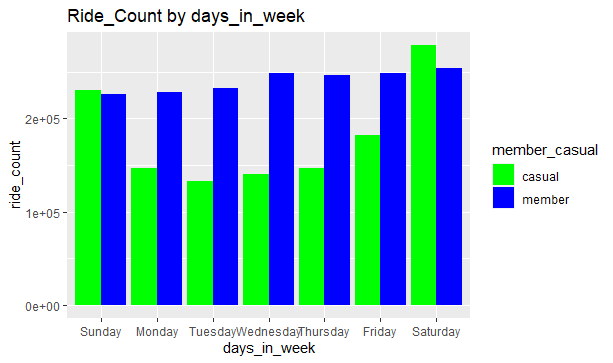 Ride_Count by days_in_week
ride_count
2e+05
1e+05
0e+00
Sunday Monday Tuesday Wednesday Thursday Friday Saturday
days_in_week
member_casual
casual
member